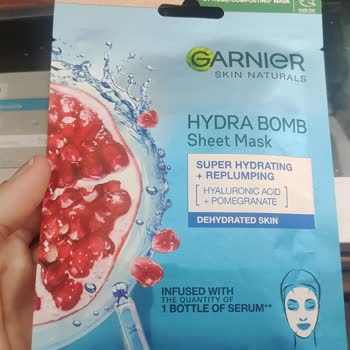 GARNIER
SKIN NATURALS
HYDRA BOMB
Sheet Mask
SUPER HYDRATING
+ REPLUMPING
[ HYALURONIC ACID
+ POMEGRANATE ]
DEHYDRATED SKIN
INFUSED WITH
THE QUANTITY OF
1 BOTTLE OF SERUM**